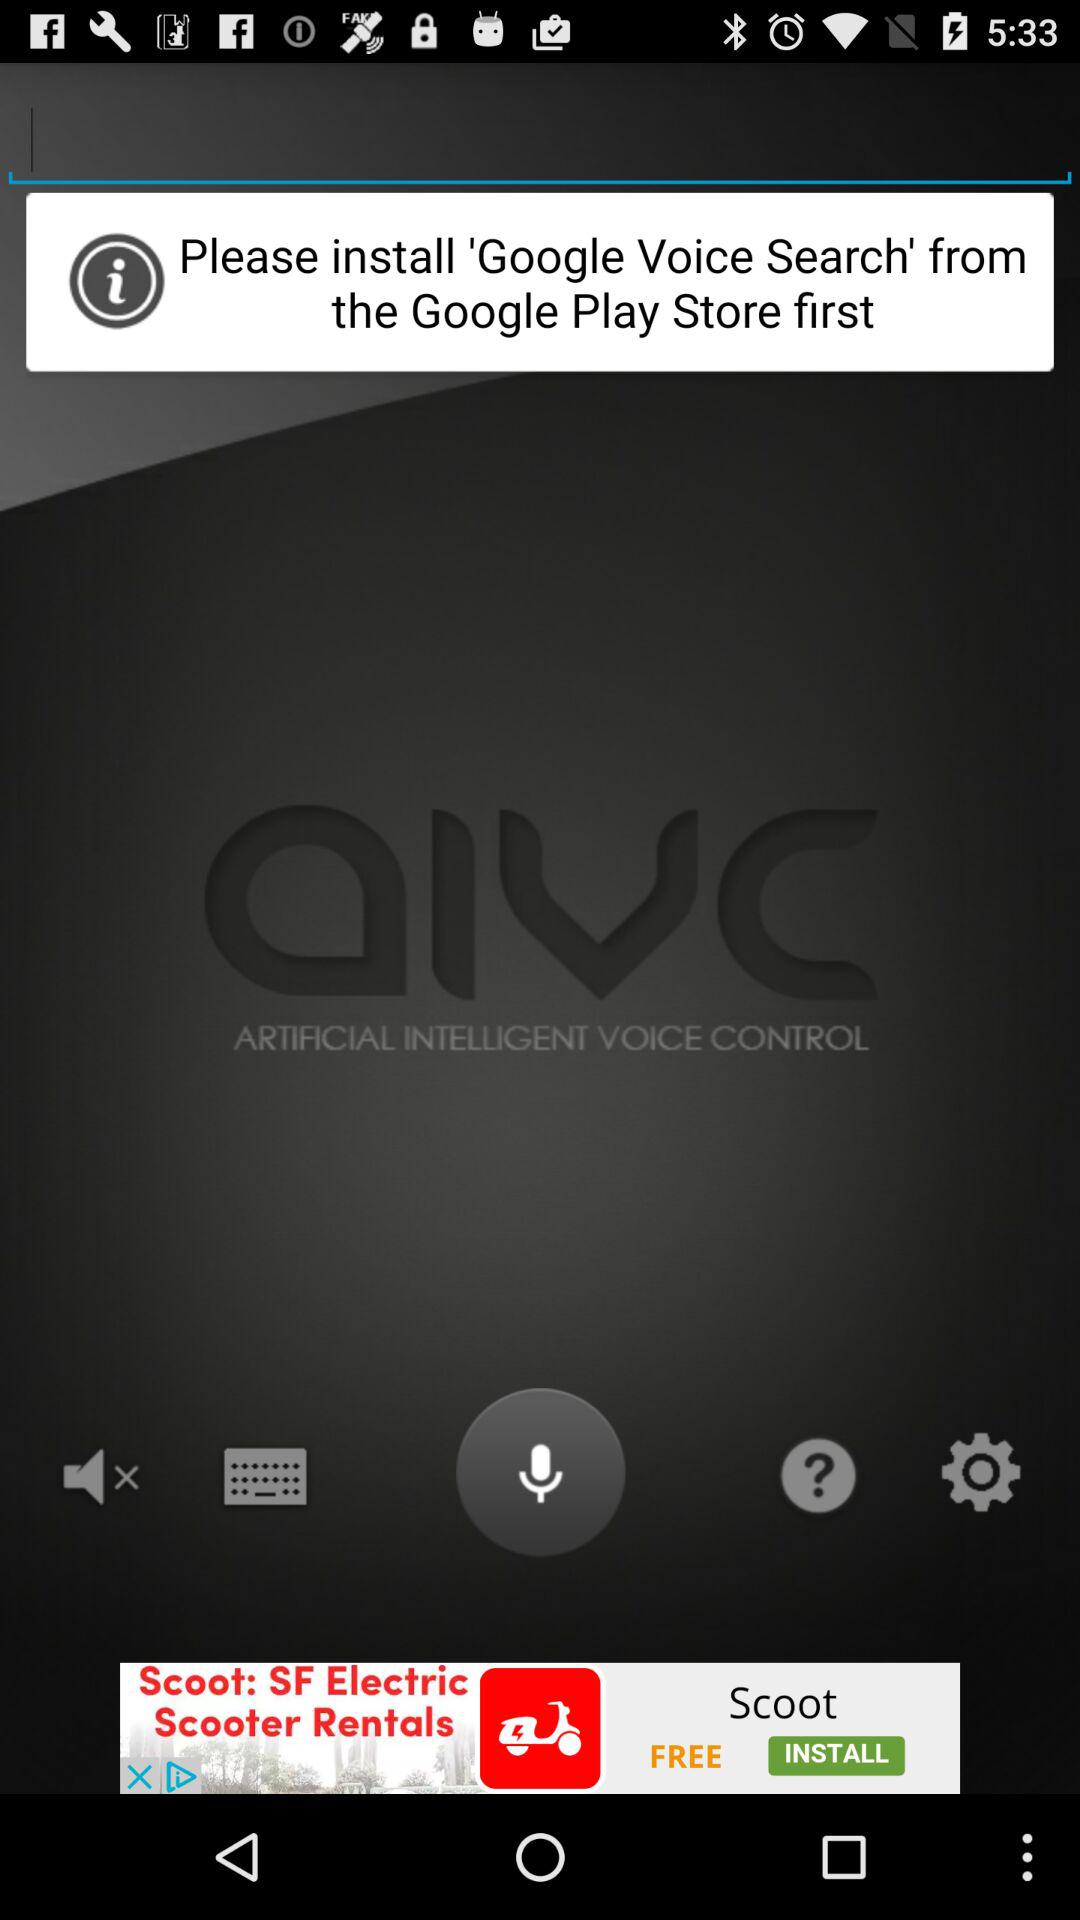 FAKE
5:33
Please install 'Google Voice Search' from
the Google Play Store first
aivc
ARTIFICIAL INTELLIGENT VOICE CONTROL
Scoot: SF Electric
Scooter Rentals
Scoot
FREE
INSTALL